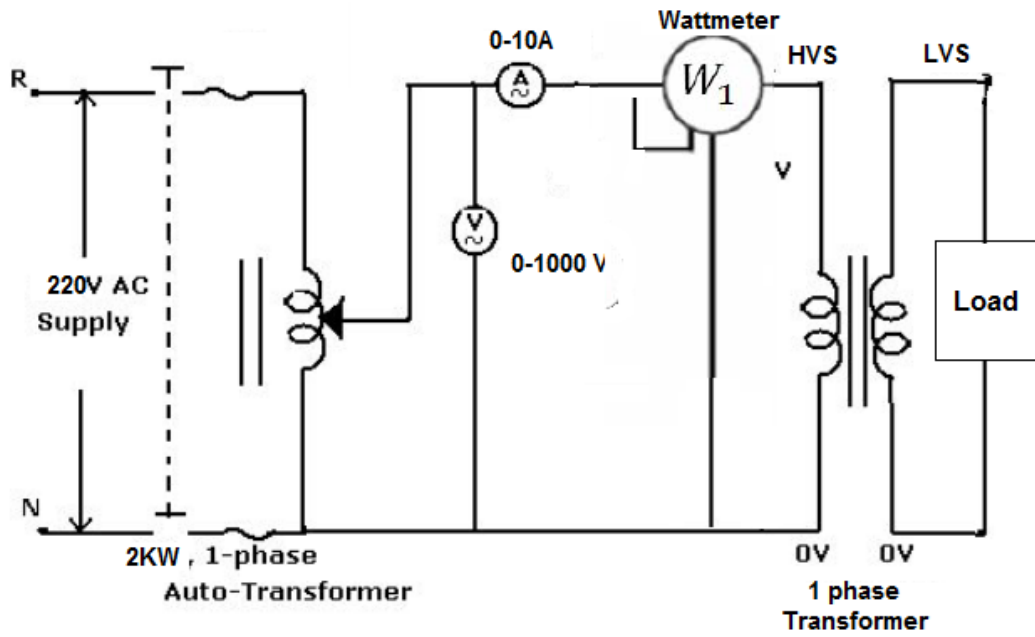 Wattmeter
0-10A
HVS
LVS
R
A
W₁
V
V
0-1000 V
220V AC
Supply
Load
N
2KW , 1-phase
Auto-Transformer
0V
0V
1 phase
Transformer